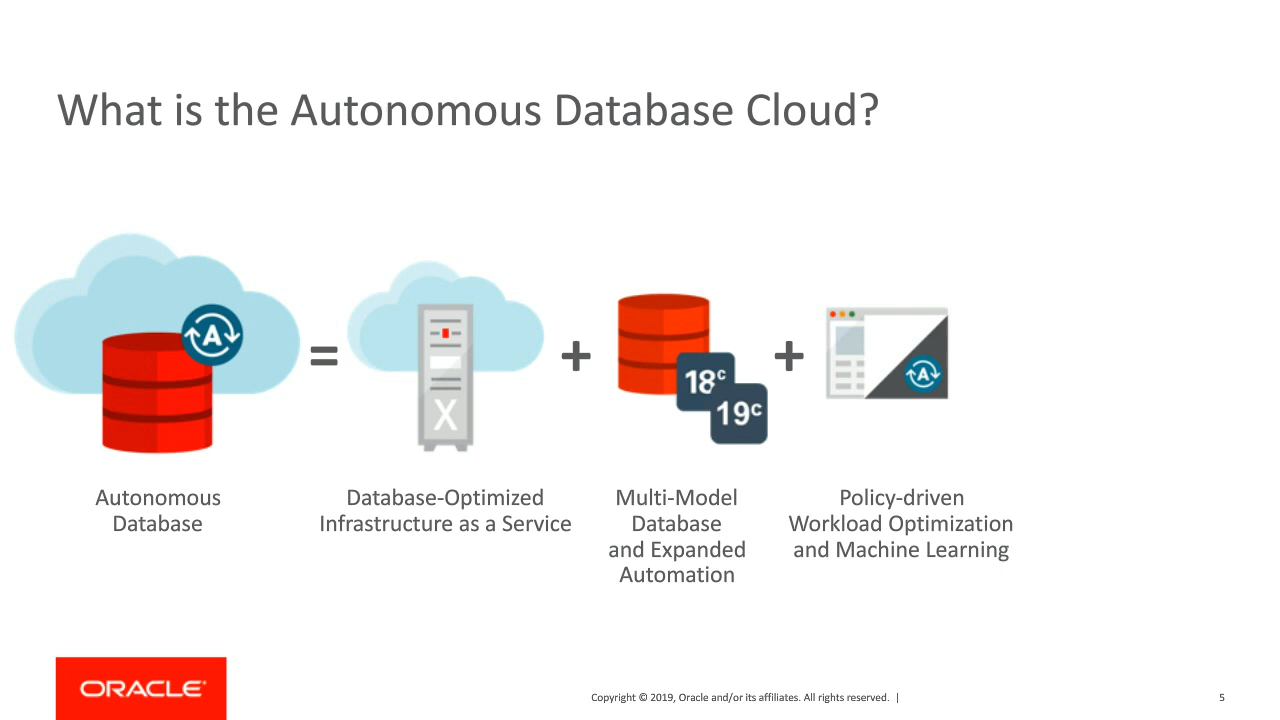 What is the Autonomous Database Cloud?
A
=
X
+
18c
19c
+
A
Autonomous
Database
Database-Optimized
Infrastructure as a Service
Multi-Model
Database
and Expanded
Automation
Policy-driven
Workload Optimization
and Machine Learning
ORACLE®
Copyright © 2019, Oracle and/or its affiliates. All rights reserved. |
5